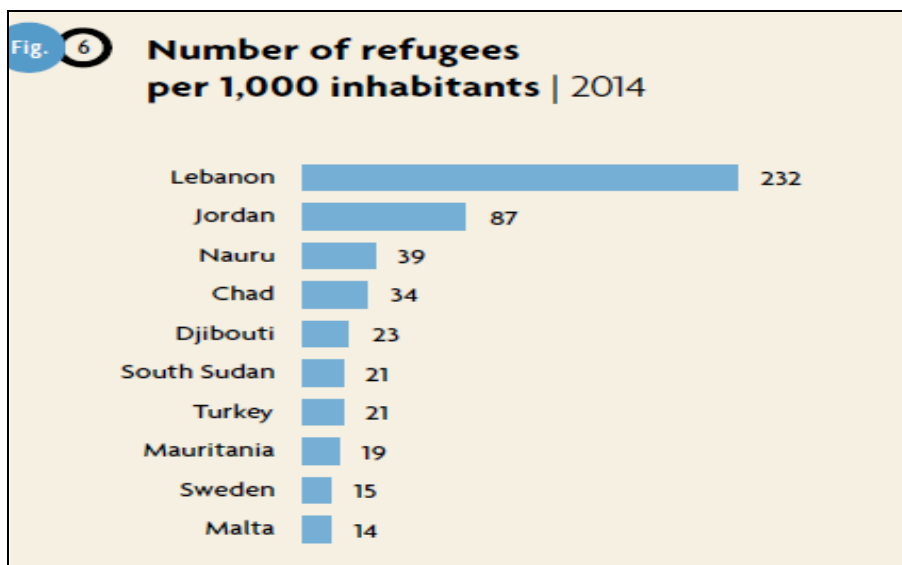 Fig. 6
Number of refugees
per 1,000 inhabitants | 2014
Lebanon 232
Jordan 87
Nauru 39
Chad 34
Djibouti 23
South Sudan 21
Turkey 21
Mauritania 19
Sweden 15
Malta 14